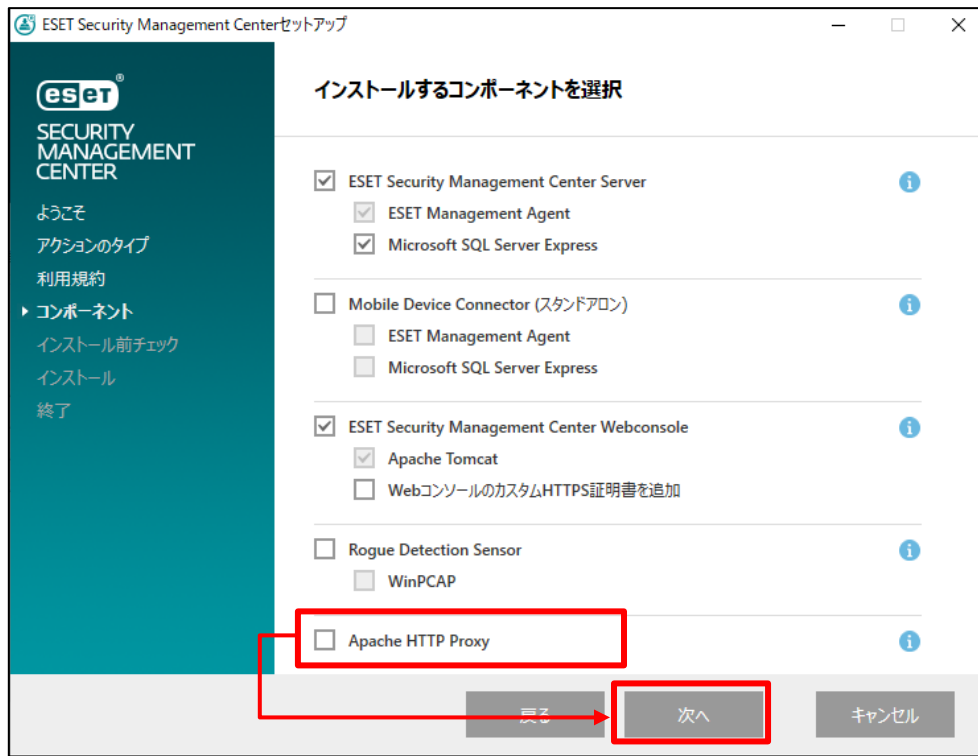 ESET Security Management Centerセットアップ
eset®
SECURITY
MANAGEMENT
CENTER
ようこそ
アクションのタイプ
利用規約
コンポーネント
インストール前チェック
インストール
終了
インストールするコンポーネントを選択
ESET Security Management Center Server
ESET Management Agent
Microsoft SQL Server Express
Mobile Device Connector (スタンドアロン)
ESET Management Agent
Microsoft SQL Server Express
ESET Security Management Center Webconsole
Apache Tomcat
WebコンソールのカスタムHTTPS証明書を追加
Rogue Detection Sensor
WinPCAP
Apache HTTP Proxy
戻る
次へ
キャンセル